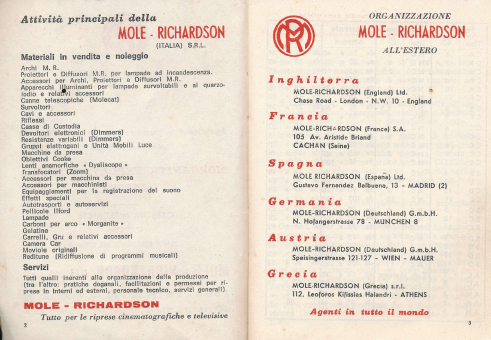 Attività principali della
MOLE - RICHARDSON
(ITALIA) S.R.L.
Materiali in vendita e noleggio
Archi M. R.
Proiettori e Diffusori M.R. per lampade ad incandescenza.
Accessori per Archi, Proiettori e Diffusori M.R.
Apparecchi illuminanti per lampade survoltabili e al quarzo-
iodio e relativi accessori
Canne telescopiche (Molecat)
Survoltori
Cavi e accessori
Riflessi
Casse di Custodia
Devoltori elettronici (Dimmers)
Resistenze variabili (Dimmers)
Gruppi elettrogeni e Unità Mobili Luce
Macchine da presa
Obiettivi Cooke
Lenti anamorfiche « Dyaliscope »
Transfocatori (Zoom)
Accessori per macchine da presa
Accessori per macchinisti
Equipaggiamenti per la registrazione del suono
Effetti speciali
Autotrasporti e autoservizi
Pellicole Ilford
Lampade
Carboni per arco « Morganite »
Gelatine
Carrelli, Gru e relativi accessori
Camera Car
Moviole originali
Reditune (Rdiffusione di programmi musicali)
Servizi
Tutti quelli inerenti alla organizzazione della produzione
(tra l'altro: pratiche doganali, facilitazioni e permessi per ri-
prese in interni ed esterni, personale tecnico, servizi generali).
MOLE - RICHARDSON
Tutto per le riprese cinematografiche e televisive
2
MR
ORGANIZZAZIONE
MOLE - RICHARDSON
ALL'ESTERO
Inghilterra
MOLE-RICHARDSON (England) Ltd.
Chase Road - London - N.W. 10 - England
Francia
MOLE-RICHARDSON (France) S.A.
105 Av. Aristide Briand
CACHAN (Seine)
Spagna
MOLE RICHARDSON (España) Ltd.
Gustavo Fernandez Balbuena, 13 - MADRID (2)
Germania
MOLE-RICHARDSON (Deutschland) G.m.b.H.
N. Hofangerstrasse 78 - MUNCHEN 8
Austria
MOLE-RICHARDSON (Deutschland) G.m.b.H.
Speisingerstrasse 121-127 - WIEN - MAUER
Grecia
MOLE-RICHARDSON (Grecia) s.r.l.
112, Leoforos Kifissias Halandri - ATHENS
Agenti in tutto il mondo
3